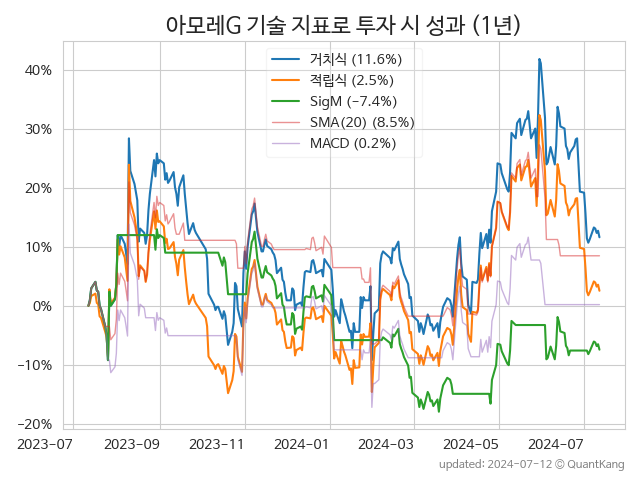 아모레G 기술 지표로 투자 시 성과 (1년)
거치식 (11.6%)
적립식 (2.5%)
SigM (−7.4%)
SMA(20) (8.5%)
MACD (0.2%)
40%
30%
20%
10%
0%
−10%
−20%
2023-07 2023-09 2023-11 2024-01 2024-03 2024-05 2024-07
updated: 2024-07-12 © QuantKang